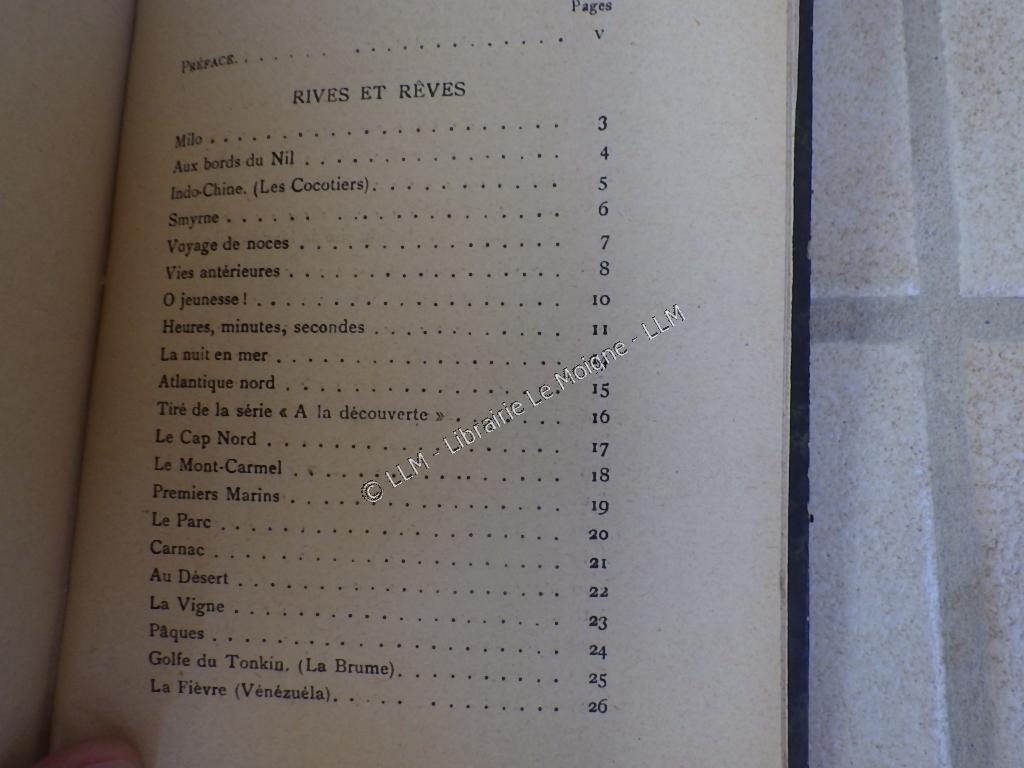 Pages
PRÉFACE. . . . . . . . . . . . . . . . V
RIVES ET RÊVES
Milo . . . . . . . . . . . . . . . . . 3
Aux bords du Nil . . . . . . . . . . . . 4
Indo-Chine. (Les Cocotiers). . . . . . . . . 5
Smyrne . . . . . . . . . . . . . . . . 6
Voyage de noces . . . . . . . . . . . . 7
Vies antérieures . . . . . . . . . . . . . 8
O jeunesse ! . . . . . . . . . . . . . . 10
Heures, minutes, secondes . . . . . . . . . 11
La nuit en mer . . . . . . . . . . . . .
Atlantique nord . . . . . . . . . . . . . 15
Tiré de la série « A la découverte » . . . . . 16
Le Cap Nord . . . . . . . . . . . . . . 17
Le Mont-Carmel . . . . . . . . . . . . . 18
Premiers Marins . . . . . . . . . . . . . 19
Le Parc . . . . . . . . . . . . . . . . 20
Carnac . . . . . . . . . . . . . . . . 21
Au Désert . . . . . . . . . . . . . . . 22
La Vigne . . . . . . . . . . . . . . . 23
Pâques . . . . . . . . . . . . . . . . 24
Golfe du Tonkin. (La Brume). . . . . . . . 25
La Fièvre (Vénézuéla). . . . . . . . . . . 26
© LLM - Librairie Le Moigne - LLM